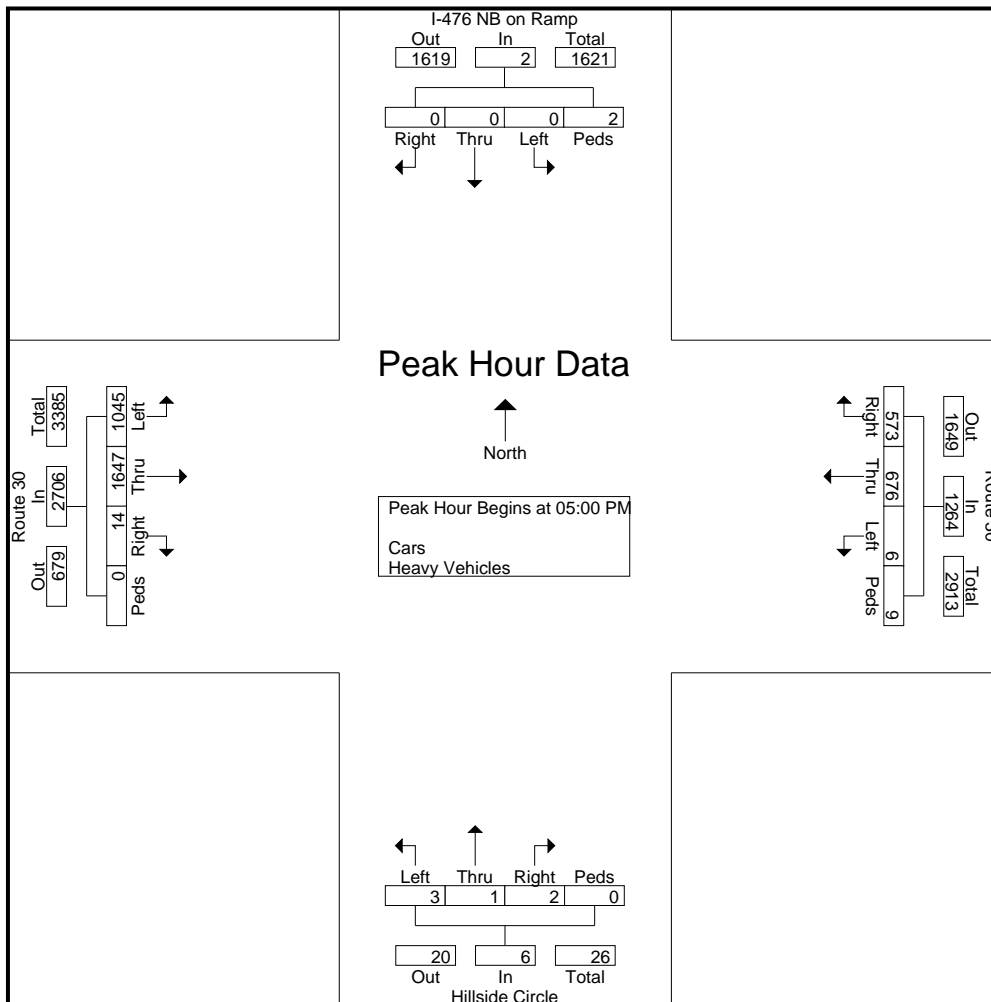 I-476 NB on Ramp
Out In Total
1619 2 1621
0 0 0 2
Right Thru Left Peds
Peak Hour Data
North
Peak Hour Begins at 05:00 PM
Cars
Heavy Vehicles
Route 30
Total In Out
3385 2706 679
1045 1647 14 0
Left Thru Right Peds
Right Thru Left Peds
573 676 6 9
Out In Total
1649 1264 2913
Route 30
Left Thru Right Peds
3 1 2 0
20 6 26
Out In Total
Hillside Circle